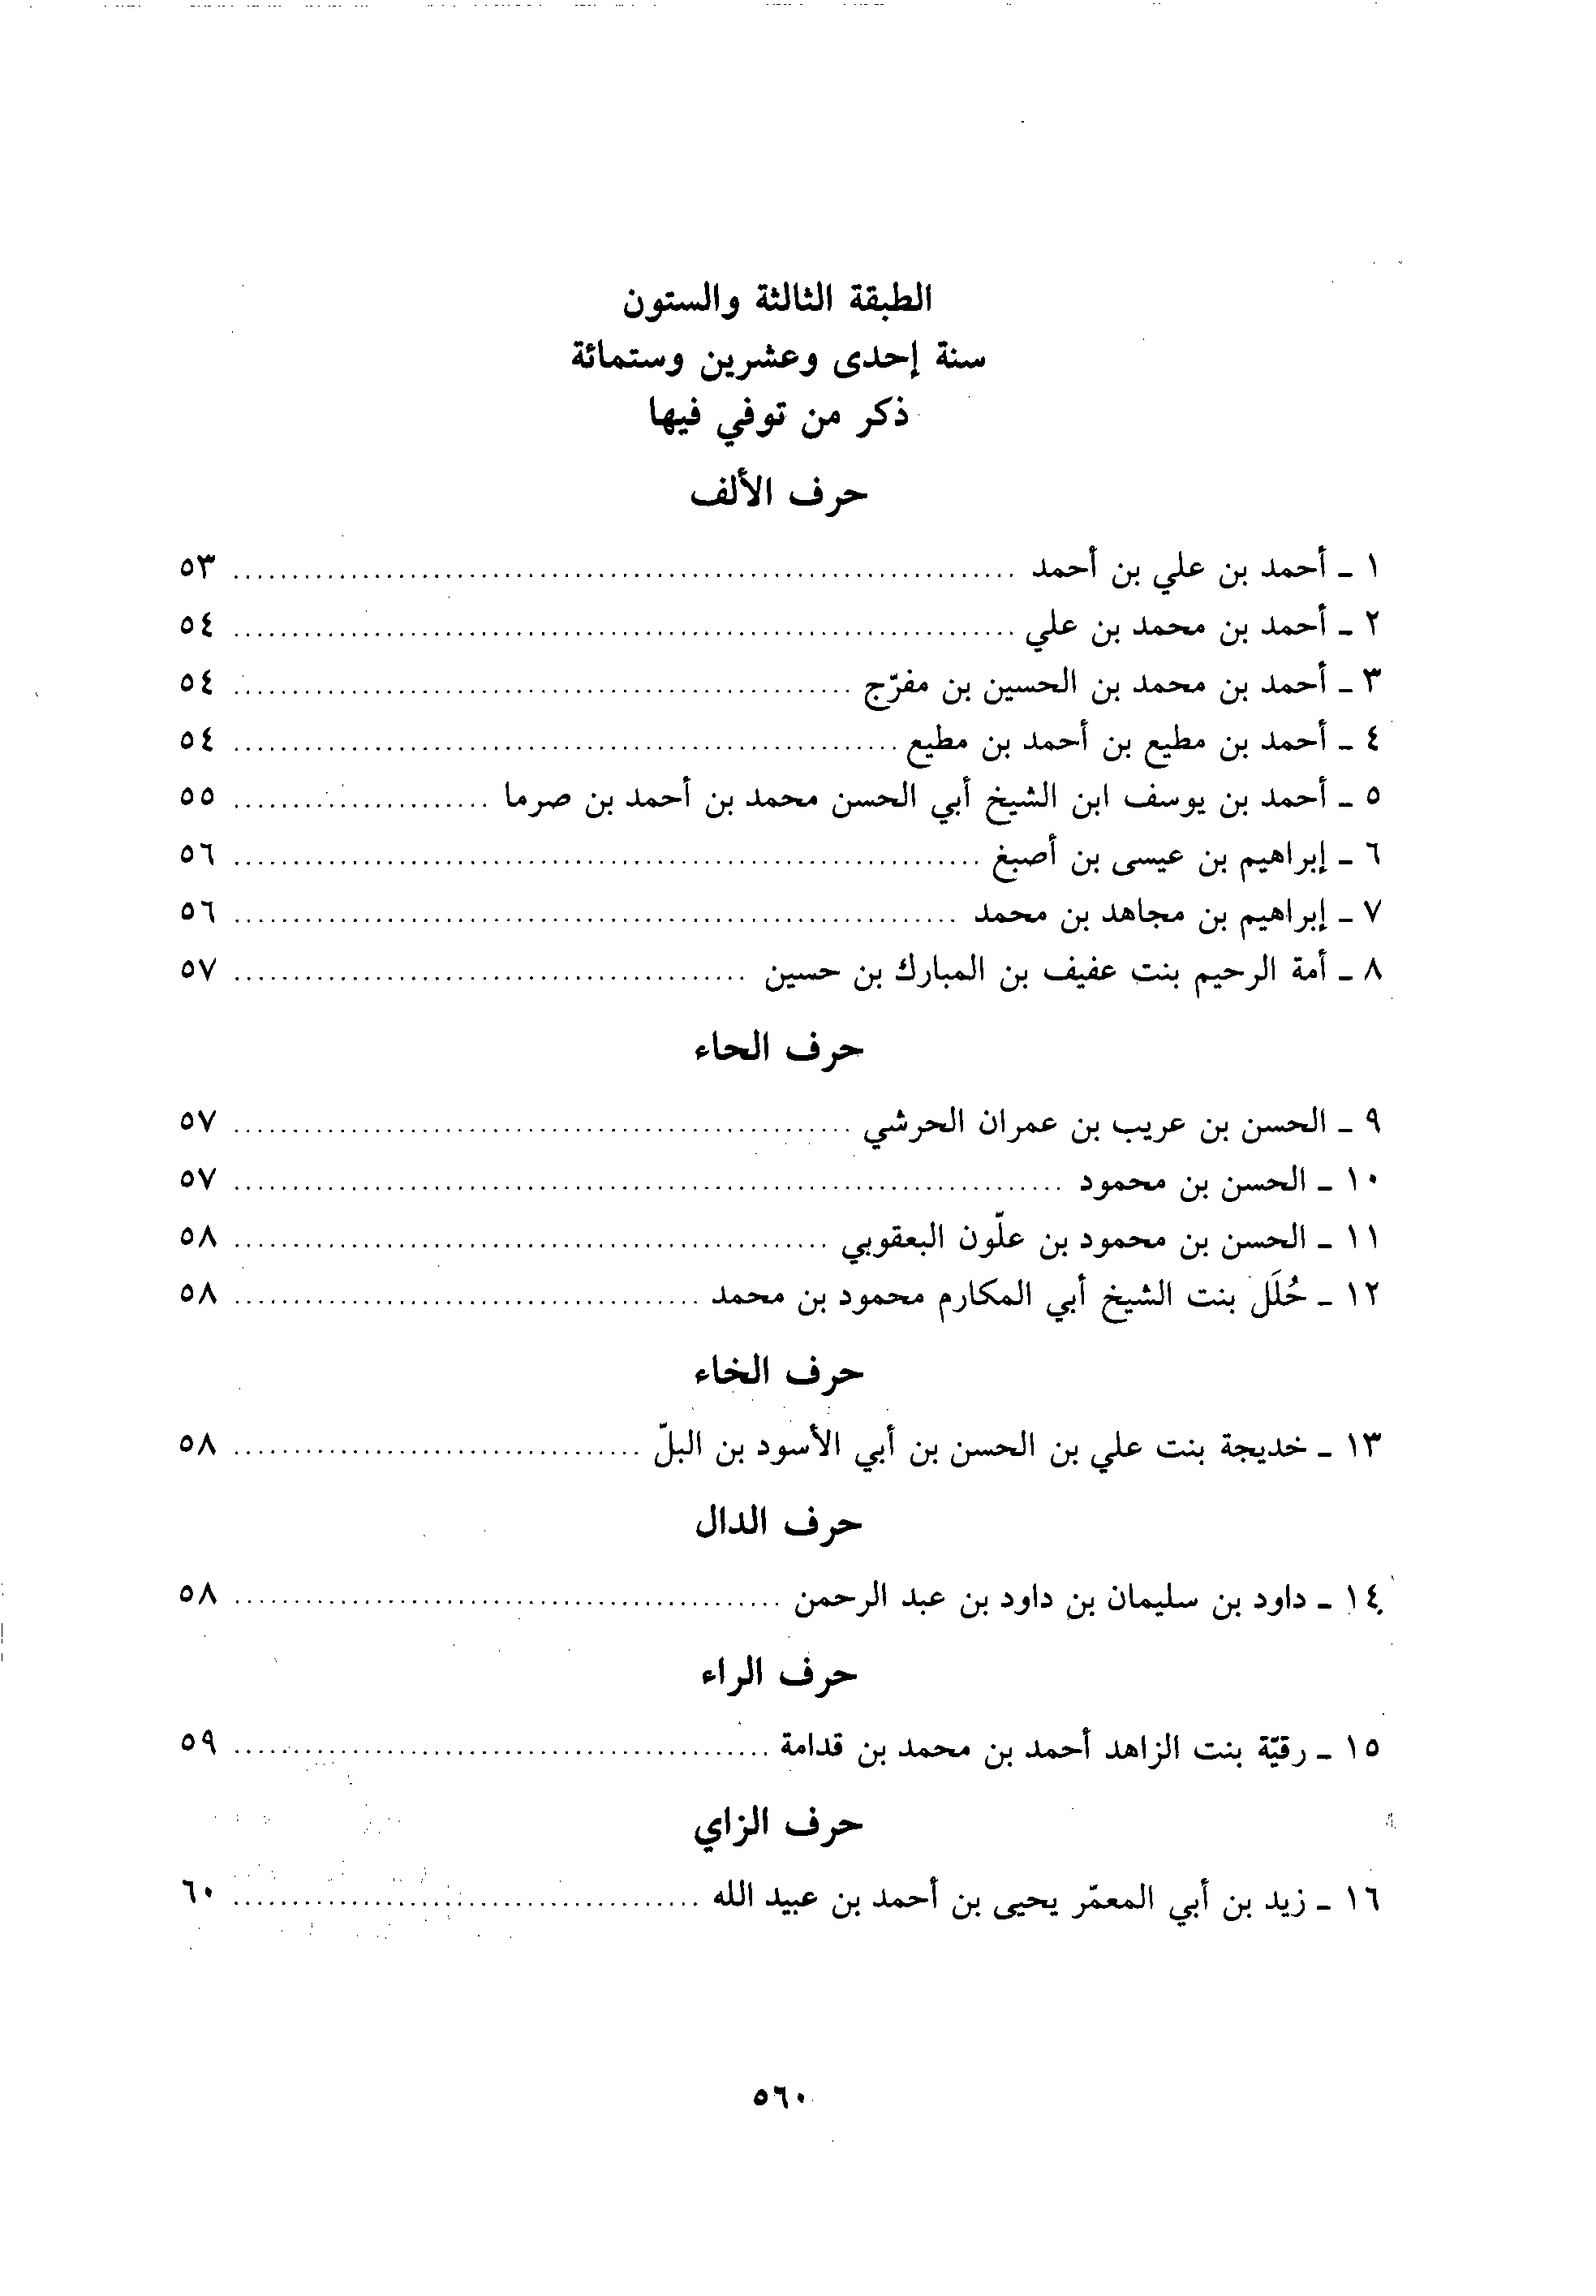 الطبقة الثالثة والستون
سنة إحدى وعشرين وستمائة
ذكر من توفي فيها
حرف الألف
١ ـ أحمد بن علي بن أحمد ........ ٥٣
٢ ـ أحمد بن محمد بن علي ........ ٥٤
٣ ـ أحمد بن محمد بن الحسين بن مفرّج ........ ٥٤
٤ ـ أحمد بن مطيع بن أحمد بن مطيع ........ ٥٤
٥ ـ أحمد بن يوسف ابن الشيخ أبي الحسن محمد بن أحمد بن صرما ........ ٥٥
٦ ـ إبراهيم بن عيسى بن أصبغ ........ ٥٦
٧ ـ إبراهيم بن مجاهد بن محمد ........ ٥٦
٨ ـ أمة الرحيم بنت عفيف بن المبارك بن حسين ........ ٥٧
حرف الحاء
٩ ـ الحسن بن عريب بن عمران الحرشي ........ ٥٧
١٠ ـ الحسن بن محمود ........ ٥٧
١١ ـ الحسن بن محمود بن علّون البعقوبي ........ ٥٨
١٢ ـ حُلَل بنت الشيخ أبي المكارم محمود بن محمد ........ ٥٨
حرف الخاء
١٣ ـ خديجة بنت علي بن الحسن بن أبي الأسود بن البلّ ........ ٥٨
حرف الدال
١٤ ـ داود بن سليمان بن داود بن عبد الرحمن ........ ٥٨
حرف الراء
١٥ ـ رقيّة بنت الزاهد أحمد بن محمد بن قدامة ........ ٥٩
حرف الزاي
١٦ ـ زيد بن أبي المعمّر يحيى بن أحمد بن عبيد الله ........ ٦٠
٥٦٠